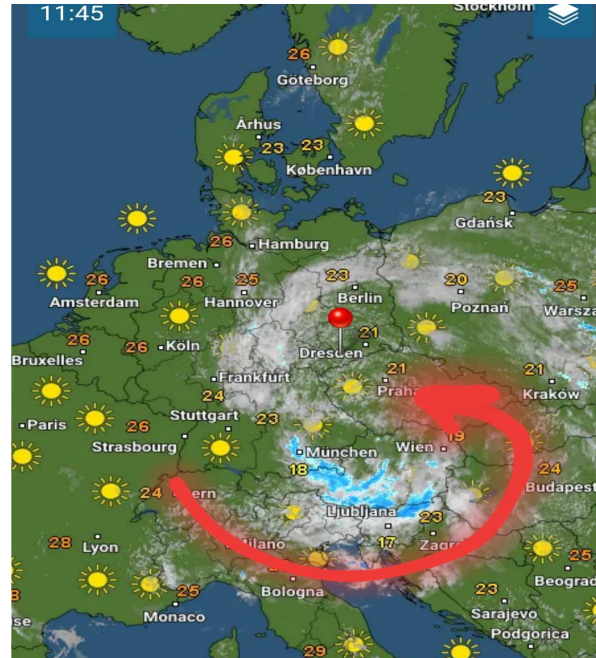 11:45
Stockholm
26
Göteborg
Århus
23
23
København
23
Gdańsk
26
Hamburg
Bremen
26
26
25
Amsterdam
Hannover
23
Berlin
20
Poznań
25
Warsza
26
Bruxelles
26
Köln
21
Dresden
Frankfurt
21
Praha
21
Kraków
24
Stuttgart
23
Paris
26
Strasbourg
München
Wien
19
18
24
Budapest
24
Bern
Ljubljana
23
17
Zagre
28
Lyon
Milano
Bologna
25
Beograd
25
Monaco
23
Sarajevo
Podgorica
29